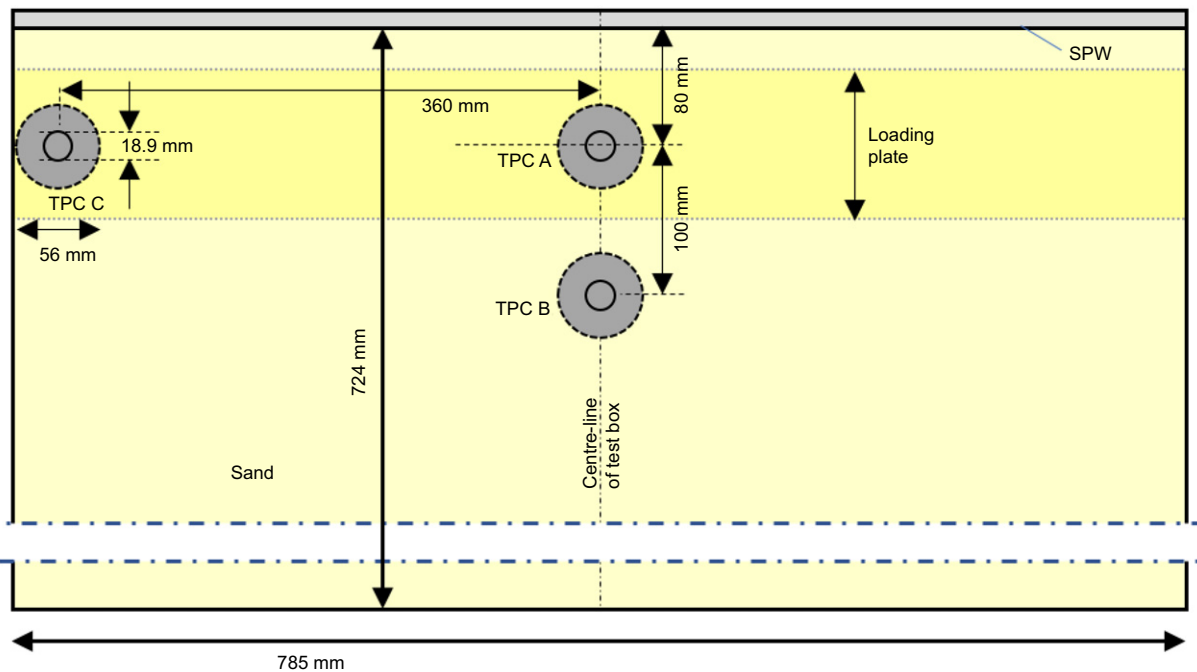 SPW
80 mm
360 mm
18.9 mm
TPC A
Loading
plate
TPC C
100 mm
56 mm
TPC B
724 mm
Centre-line
of test box
Sand
785 mm